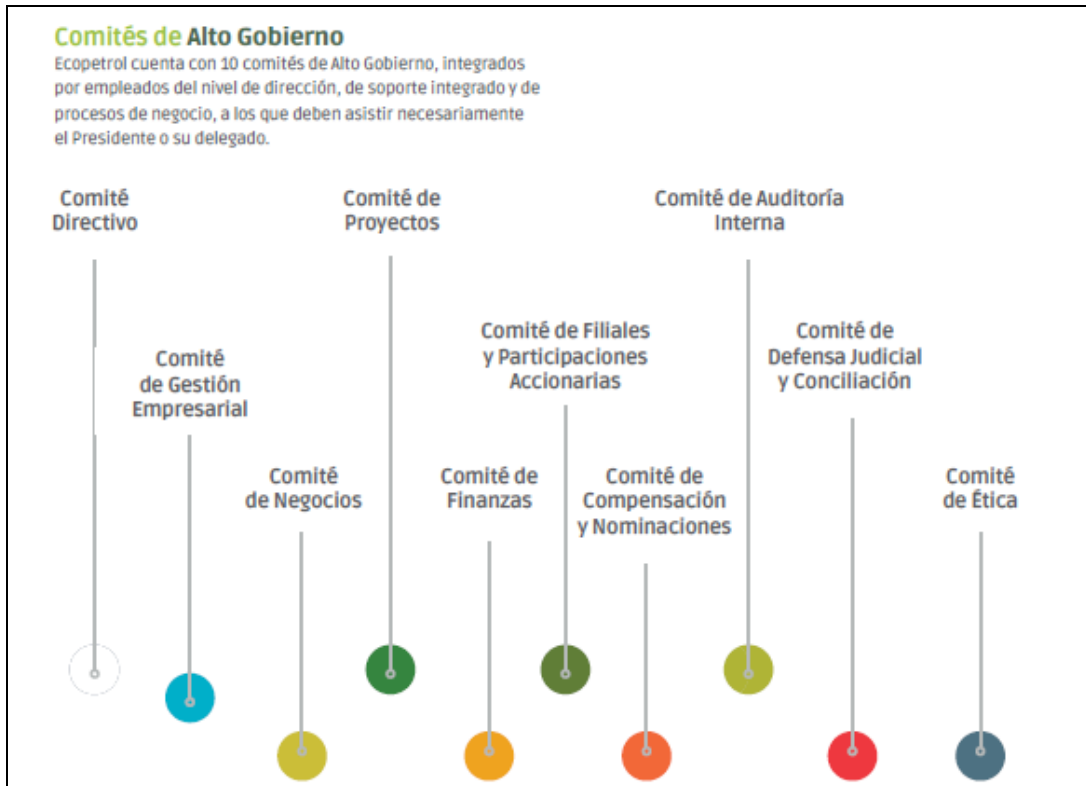 Comités de Alto Gobierno
Ecopetrol cuenta con 10 comités de Alto Gobierno, integrados
por empleados del nivel de dirección, de soporte integrado y de
procesos de negocio, a los que deben asistir necesariamente
el Presidente o su delegado.
Comité
Directivo
Comité de
Proyectos
Comité de Auditoría
Interna
Comité
de Gestión
Empresarial
Comité de Filiales
y Participaciones
Accionarias
Comité de
Defensa Judicial
y Conciliación
Comité
de Negocios
Comité de
Finanzas
Comité de
Compensación
y Nominaciones
Comité
de Ética